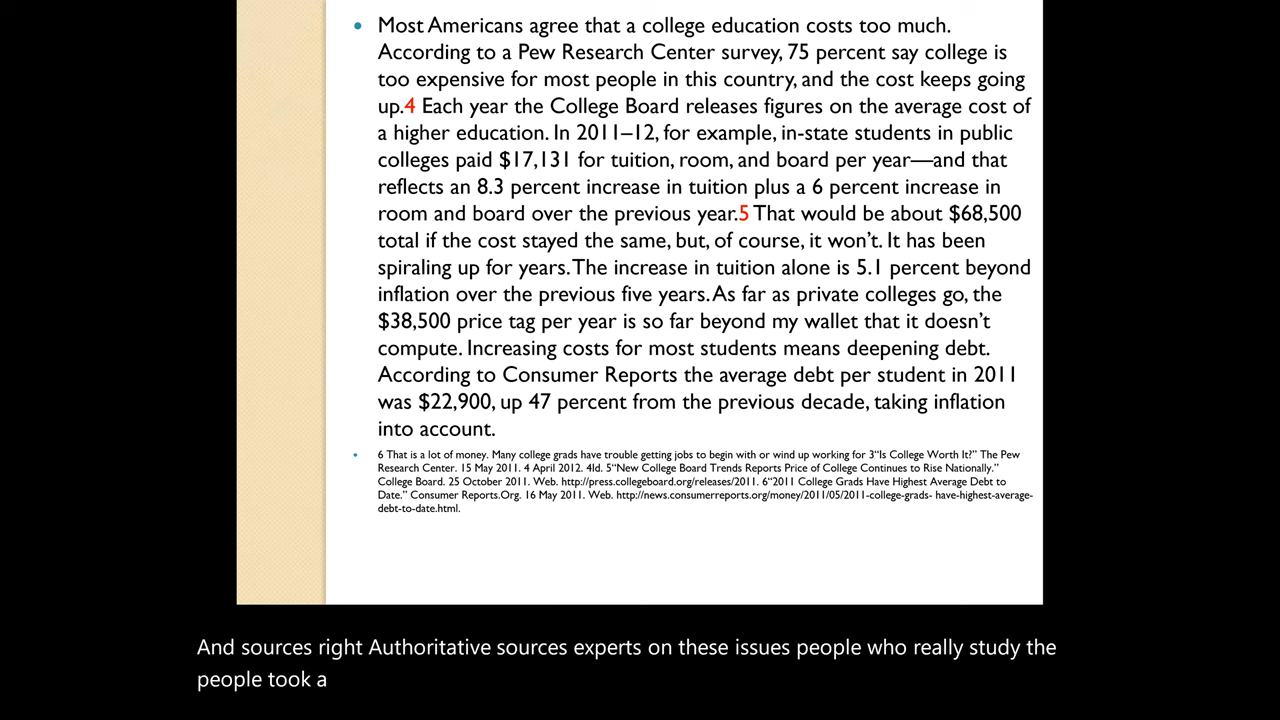 Most Americans agree that a college education costs too much.
According to a Pew Research Center survey, 75 percent say college is
too expensive for most people in this country, and the cost keeps going
up.4 Each year the College Board releases figures on the average cost of
a higher education. In 2011–12, for example, in-state students in public
colleges paid $17,131 for tuition, room, and board per year—and that
reflects an 8.3 percent increase in tuition plus a 6 percent increase in
room and board over the previous year.5 That would be about $68,500
total if the cost stayed the same, but, of course, it won’t. It has been
spiraling up for years. The increase in tuition alone is 5.1 percent beyond
inflation over the previous five years. As far as private colleges go, the
$38,500 price tag per year is so far beyond my wallet that it doesn’t
compute. Increasing costs for most students means deepening debt.
According to Consumer Reports the average debt per student in 2011
was $22,900, up 47 percent from the previous decade, taking inflation
into account.
6 That is a lot of money. Many college grads have trouble getting jobs to begin with or wind up working for 3“Is College Worth It?” The Pew
Research Center. 15 May 2011. 4 April 2012. 4Id. 5“New College Board Trends Reports Price of College Continues to Rise Nationally.”
College Board. 25 October 2011. Web. http://press.collegeboard.org/releases/2011. 6“2011 College Grads Have Highest Average Debt to
Date.” Consumer Reports.Org. 16 May 2011. Web. http://news.consumerreports.org/money/2011/05/2011-college-grads- have-highest-average-
debt-to-date.html.
And sources right Authoritative sources experts on these issues people who really study the
people took a